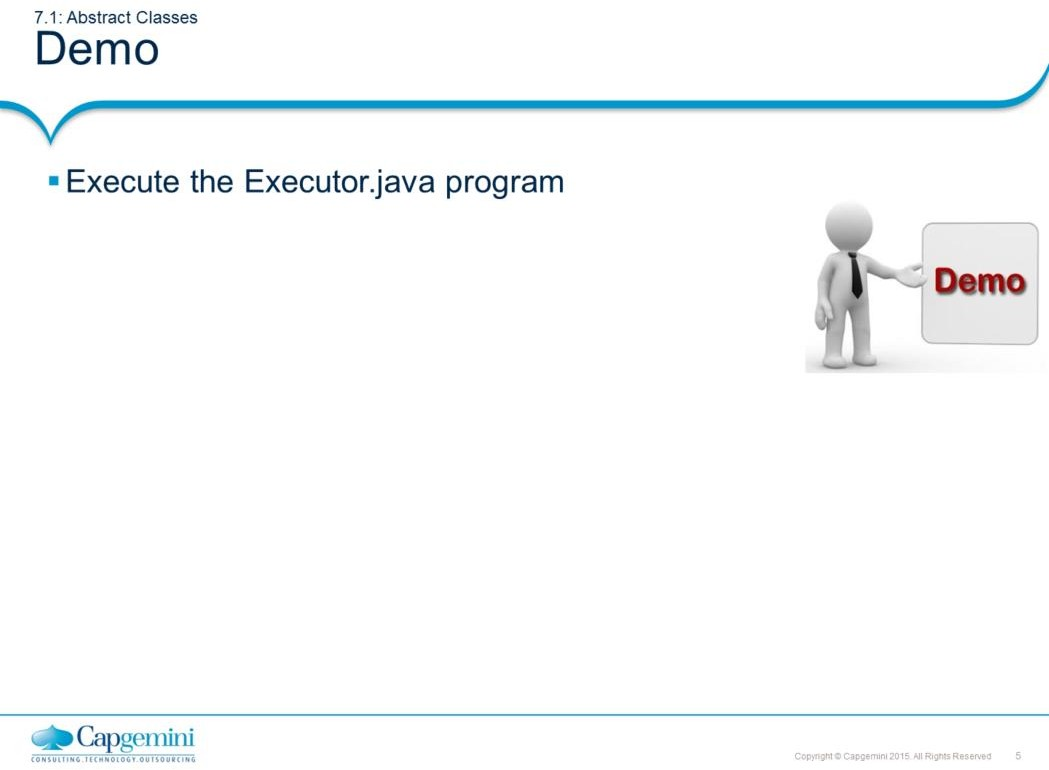 7.1: Abstract Classes
Demo
Execute the Executor.java program
Demo
Capgemini
CONSULTING.TECHNOLOGY.OUTSOURCING
Copyright © Capgemini 2015. All Rights Reserved 5